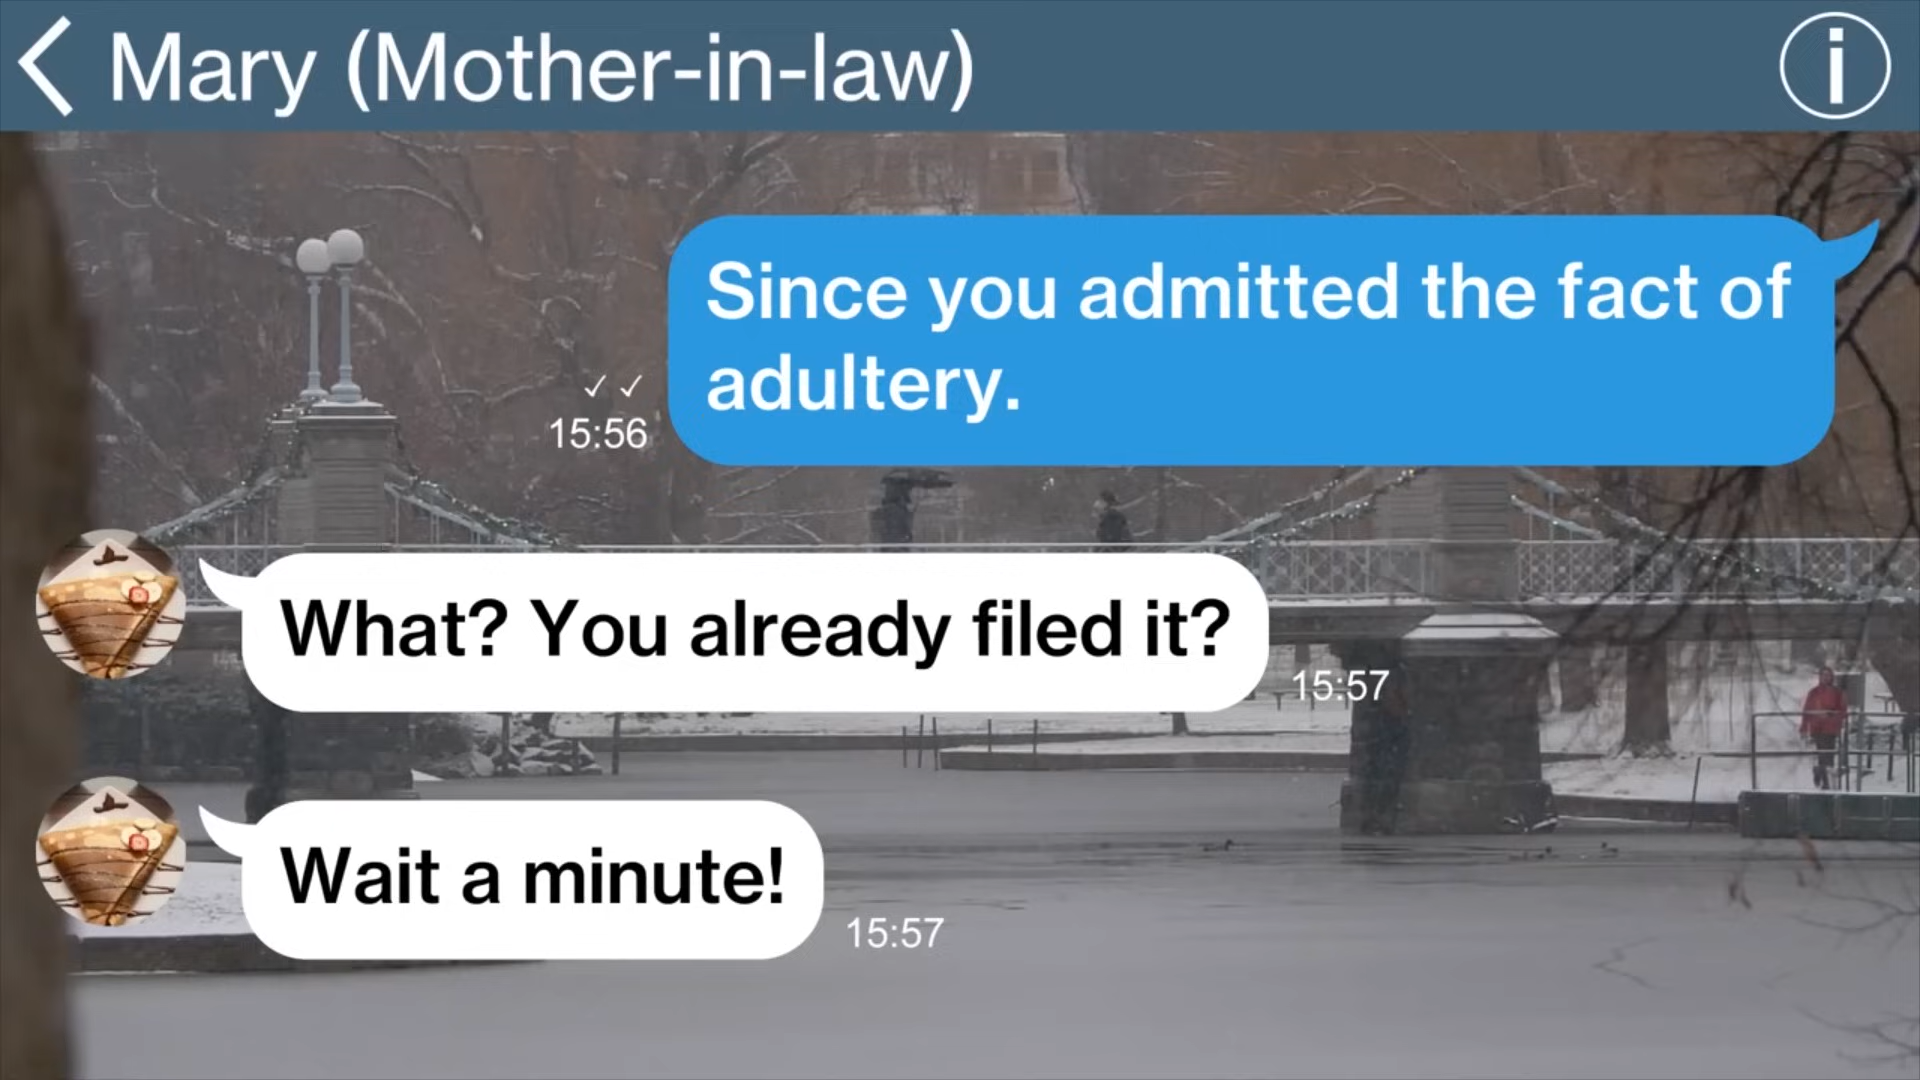 Mary (Mother-in-law)
Since you admitted the fact of
adultery.
✓ ✓
15:56
What? You already filed it?
15:57
Wait a minute!
15:57